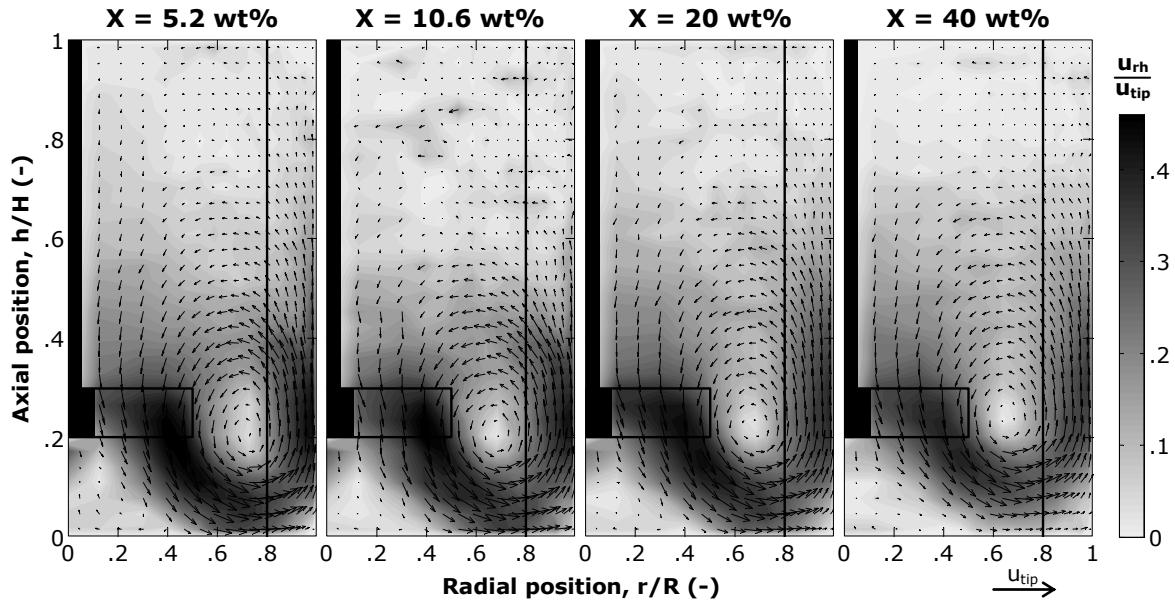 X = 5.2 wt% X = 10.6 wt% X = 20 wt% X = 40 wt%
1
.8
.6
.4
.2
0
Axial position, h/H (-)
u_rh
u_tip
.4
.3
.2
.1
0
0 .2 .4 .6 .8 0 .2 .4 .6 .8 0 .2 .4 .6 .8 0 .2 .4 .6 .8 1
Radial position, r/R (-)
u_tip